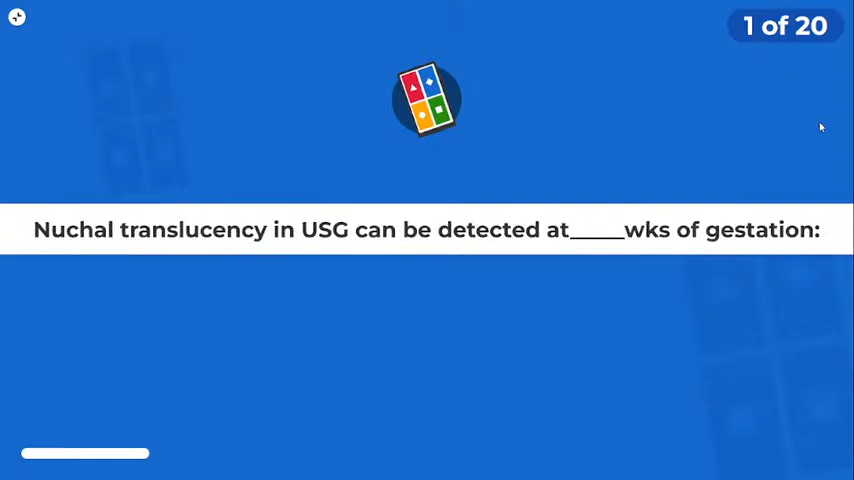 1 of 20
Nuchal translucency in USG can be detected at_____wks of gestation: